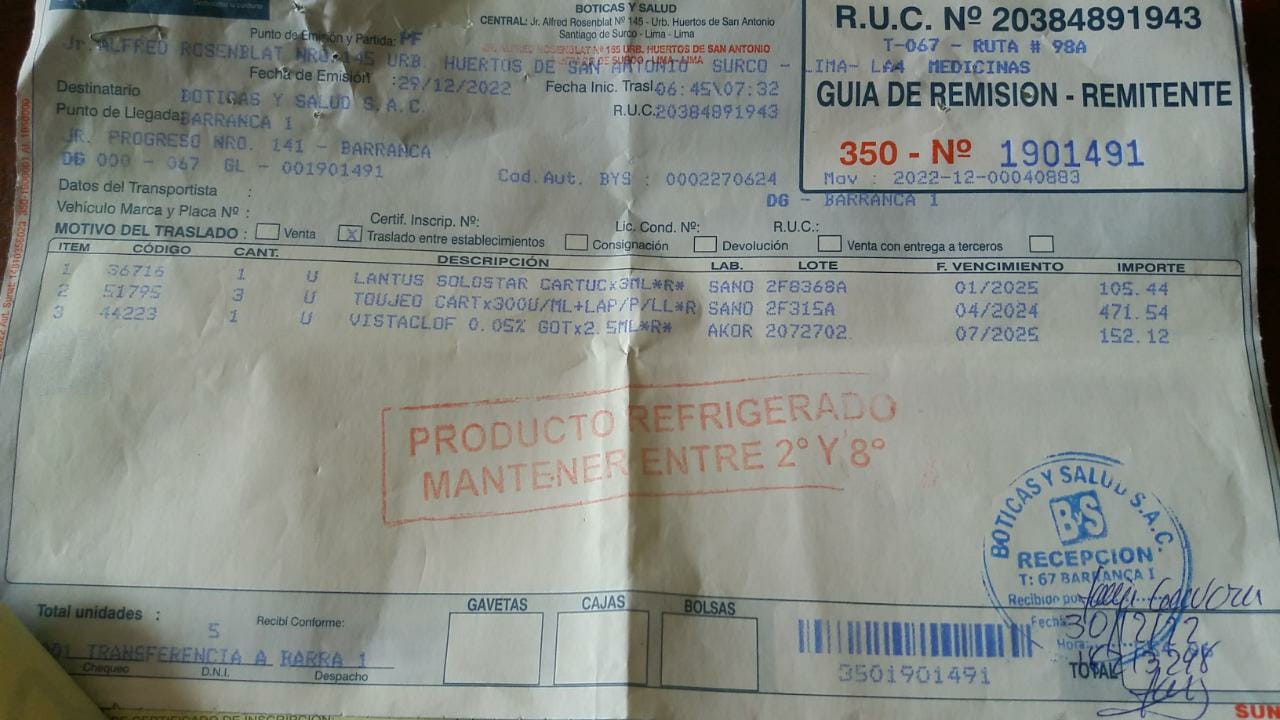 BOTICAS Y SALUD
CENTRAL: Jr. Alfred Rosenblat Nº 145 - Urb. Huertos de San Antonio
Santiago de Surco - Lima - Lima
R.U.C. Nº 20384891943
T-067 - RUTA # 98A
Punto de Emisión y Partida: PF
Jr. ALFRED ROSENBLAT NRO. 145 URB. HUERTOS DE SAN ANTONIO SURCO - LIMA- LA4 MEDICINAS
GUIA DE REMISION - REMITENTE
Fecha de Emisión :29/12/2022 Fecha Inic. Trasl. 06:45\07:32
Destinatario BOTICAS Y SALUD S.A.C. R.U.C. 20384891943
Punto de Llegada: BARRANCA 1
350 - Nº 1901491
JR. PROGRESO NRO. 141 - BARRANCA
DG 000 - 067 GL - 001901491 Cod.Aut. BYS : 0002270624 Mov : 2022-12-00040883
DG - BARRANCA 1
Datos del Transportista :
Vehículo Marca y Placa Nº : Certif. Inscrip. Nº: Lic. Cond. Nº: R.U.C.:
MOTIVO DEL TRASLADO : Venta X Traslado entre establecimientos Consignación Devolución Venta con entrega a terceros
ITEM CÓDIGO CANT. DESCRIPCIÓN LAB. LOTE F. VENCIMIENTO IMPORTE
1 36716 1 U LANTUS SOLOSTAR CARTUCx3ML*R* SANO 2F8368A 01/2025 105.44
2 51795 3 U TOUJEO CARTx300U/ML+LAP/P/LL*R SANO 2F315A 04/2024 471.54
3 44223 1 U VISTACLOF 0.05% GOTx2.5ML*R* AKOR 2072702 07/2025 152.12
PRODUCTO REFRIGERADO
MANTENER ENTRE 2° Y 8°
BOTICAS Y SALUD S.A.C.
B&S
RECEPCION
T: 67 BARRANCA I
Recibido por
Fecha 30/12/22
Hora:
Total unidades : 5 Recibí Conforme: GAVETAS CAJAS BOLSAS
TRANSFERENCIA A BARRA 1
Chequeo D.N.I. Despacho
3501901491
TOTAL
SUN